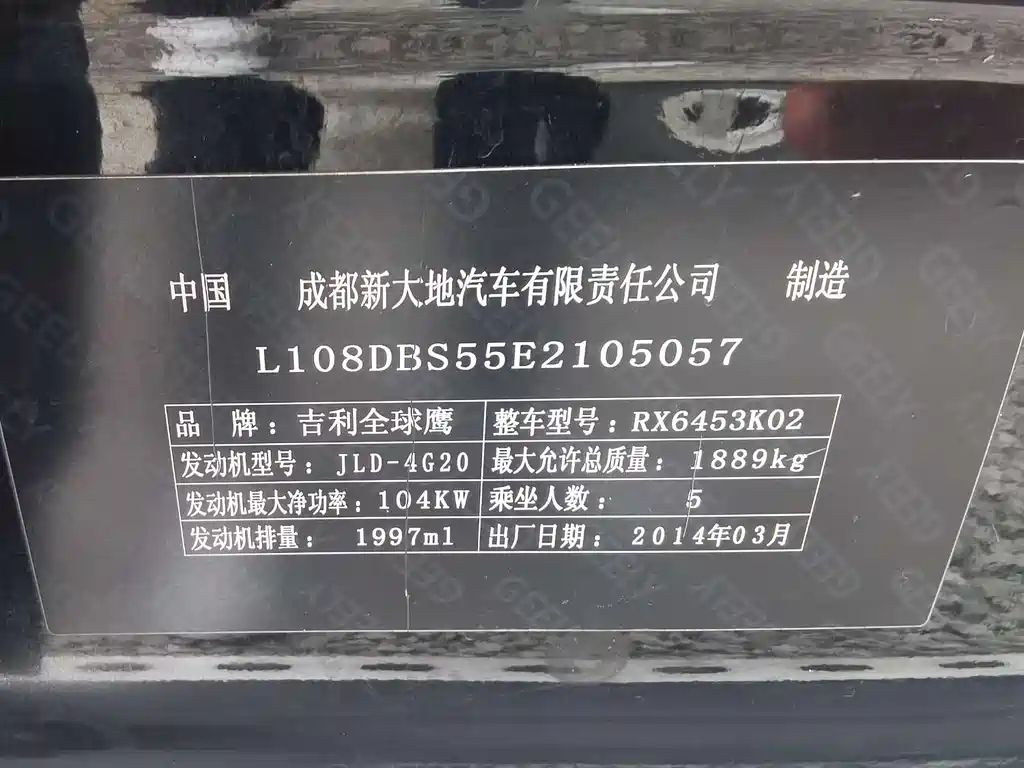 中国 成都新大地汽车有限责任公司 制造
L108DBS55E2105057
品 牌：吉利全球鹰 整车型号：RX6453K02
发动机型号：JLD-4G20 最大允许总质量：1889kg
发动机最大净功率：104KW 乘坐人数：5
发动机排量：1997ml 出厂日期：2014年03月
GEELY